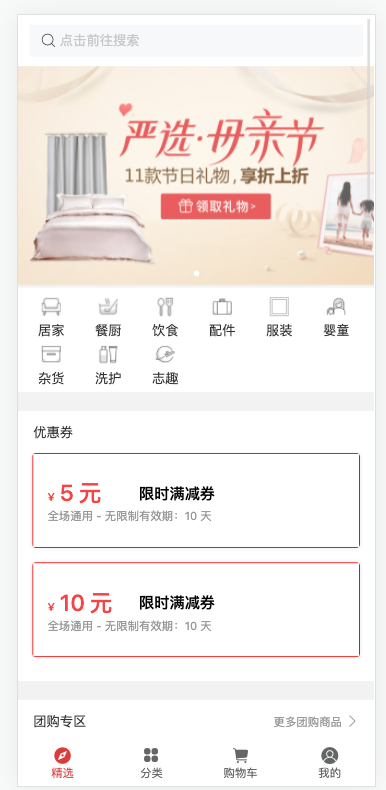 点击前往搜索
严选·母亲节
11款节日礼物，享折上折
领取礼物>
居家 餐厨 饮食 配件 服装 婴童
杂货 洗护 志趣
优惠券
¥ 5 元 限时满减券
全场通用 - 无限制有效期：10 天
¥ 10 元 限时满减券
全场通用 - 无限制有效期：10 天
团购专区 更多团购商品 >
精选 分类 购物车 我的